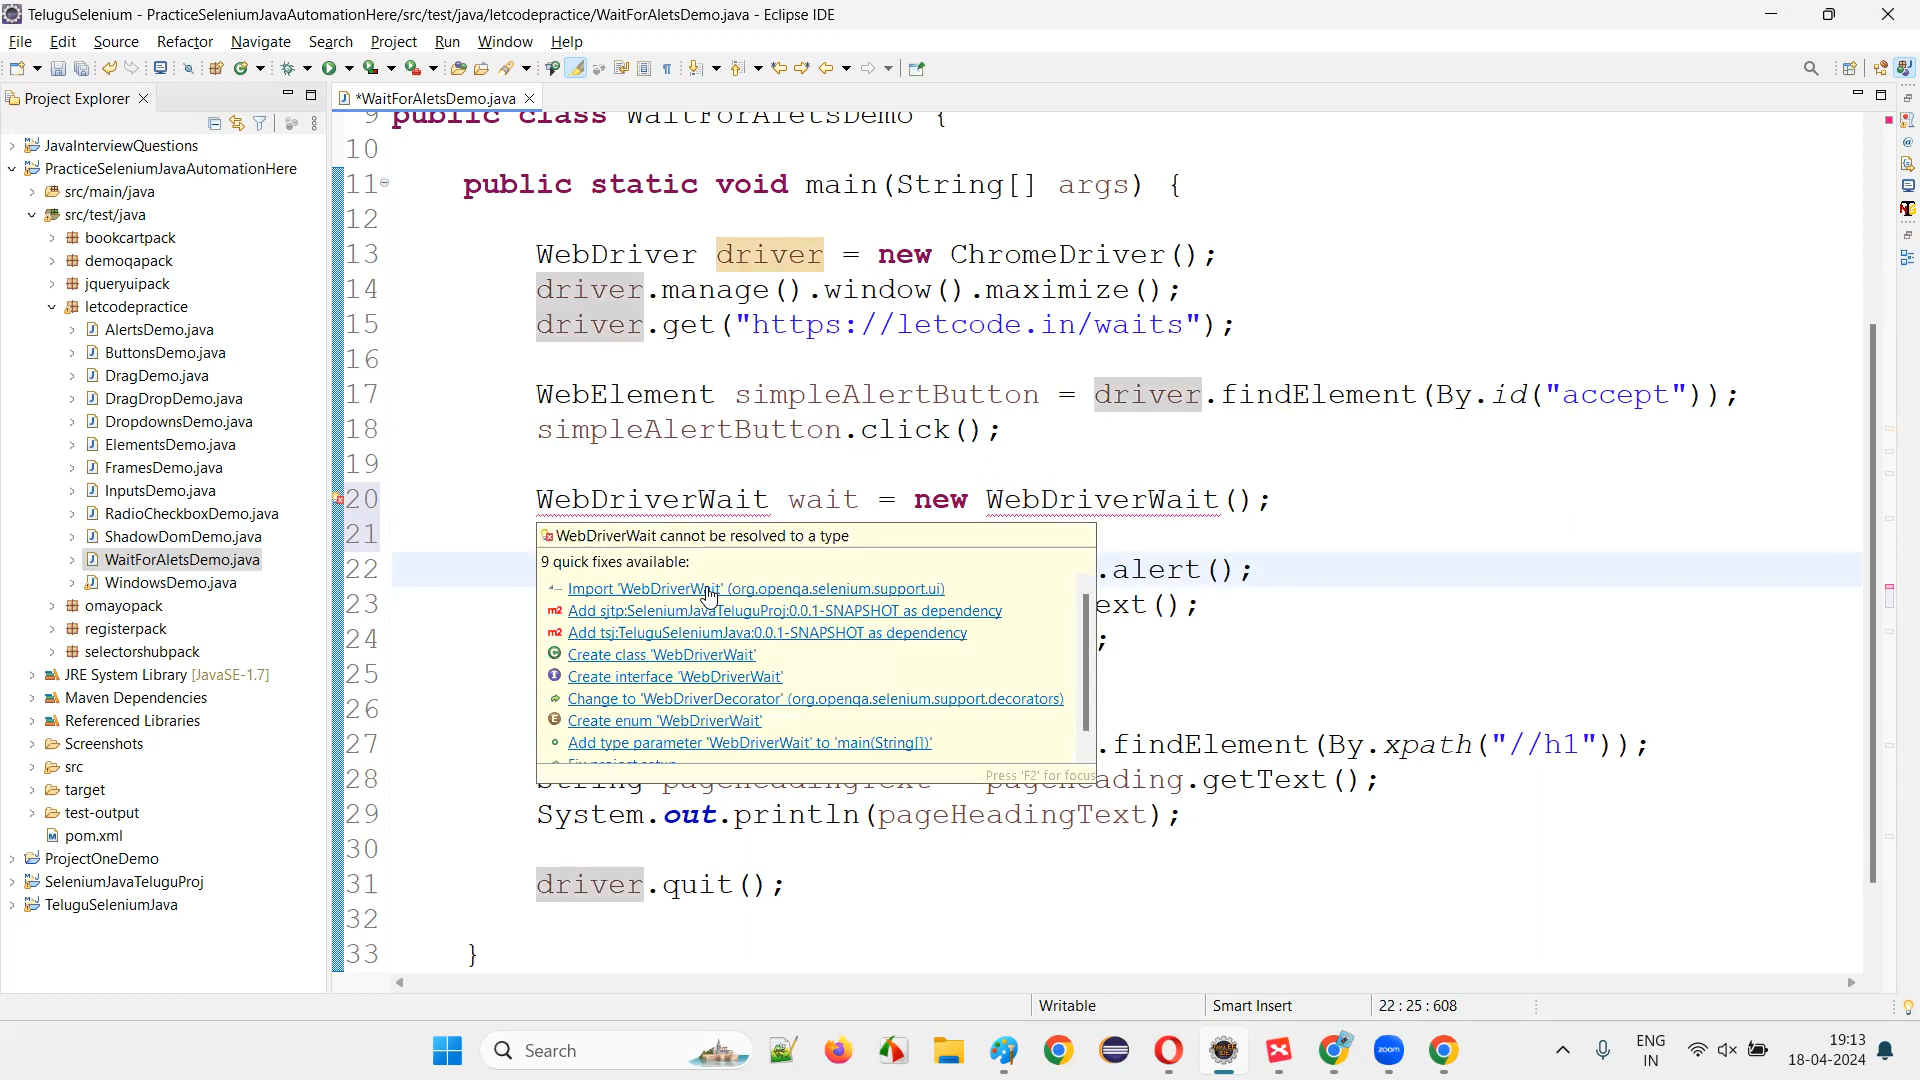 TeluguSelenium - PracticeSeleniumJavaAutomationHere/src/test/java/letcodepractice/WaitForAletsDemo.java - Eclipse IDE
File Edit Source Refactor Navigate Search Project Run Window Help
Project Explorer
*WaitForAletsDemo.java
JavaInterviewQuestions
PracticeSeleniumJavaAutomationHere
src/main/java
src/test/java
bookcartpack
demoqapack
jqueryuipack
letcodepractice
AlertsDemo.java
ButtonsDemo.java
DragDemo.java
DragDropDemo.java
DropdownsDemo.java
ElementsDemo.java
FramesDemo.java
InputsDemo.java
RadioCheckboxDemo.java
ShadowDomDemo.java
WaitForAletsDemo.java
WindowsDemo.java
omayopack
registerpack
selectorshubpack
JRE System Library [JavaSE-1.7]
Maven Dependencies
Referenced Libraries
Screenshots
src
target
test-output
pom.xml
ProjectOneDemo
SeleniumJavaTeluguProj
TeluguSeleniumJava
9 public class WaitForAletsDemo {
10
11 public static void main(String[] args) {
12
13 WebDriver driver = new ChromeDriver();
14 driver.manage().window().maximize();
15 driver.get("https://letcode.in/waits");
16
17 WebElement simpleAlertButton = driver.findElement(By.id("accept"));
18 simpleAlertButton.click();
19
20 WebDriverWait wait = new WebDriverWait();
21
22 .alert();
23 ext();
24 ;
25
26
27 .findElement(By.xpath("//h1"));
28 String pageHeadingText = pageHeading.getText();
29 System.out.println(pageHeadingText);
30
31 driver.quit();
32
33 }
WebDriverWait cannot be resolved to a type
9 quick fixes available:
Import 'WebDriverWait' (org.openqa.selenium.support.ui)
Add sjtp:SeleniumJavaTeluguProj:0.0.1-SNAPSHOT as dependency
Add tsj:TeluguSeleniumJava:0.0.1-SNAPSHOT as dependency
Create class 'WebDriverWait'
Create interface 'WebDriverWait'
Change to 'WebDriverDecorator' (org.openqa.selenium.support.decorators)
Create enum 'WebDriverWait'
Add type parameter 'WebDriverWait' to 'main(String[])'
Fix project setup...
Press 'F2' for focus
Writable Smart Insert 22 : 25 : 608
Search
zoom
ENG
IN
19:13
18-04-2024